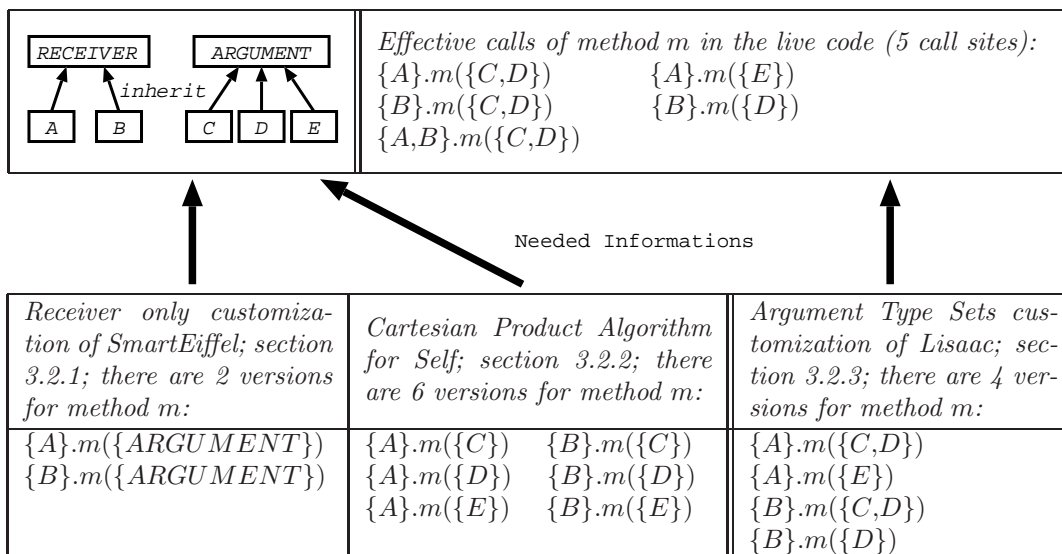 RECEIVER
ARGUMENT
inherit
A
B
C
D
E
Effective calls of method m in the live code (5 call sites):
{A}.m({C,D}) {A}.m({E})
{B}.m({C,D}) {B}.m({D})
{A,B}.m({C,D})
Needed Informations
Receiver only customiza-
tion of SmartEiffel; section
3.2.1; there are 2 versions
for method m:
{A}.m({ARGUMENT})
{B}.m({ARGUMENT})
Cartesian Product Algorithm
for Self; section 3.2.2; there
are 6 versions for method m:
{A}.m({C}) {B}.m({C})
{A}.m({D}) {B}.m({D})
{A}.m({E}) {B}.m({E})
Argument Type Sets cus-
tomization of Lisaac; sec-
tion 3.2.3; there are 4 ver-
sions for method m:
{A}.m({C,D})
{A}.m({E})
{B}.m({C,D})
{B}.m({D})